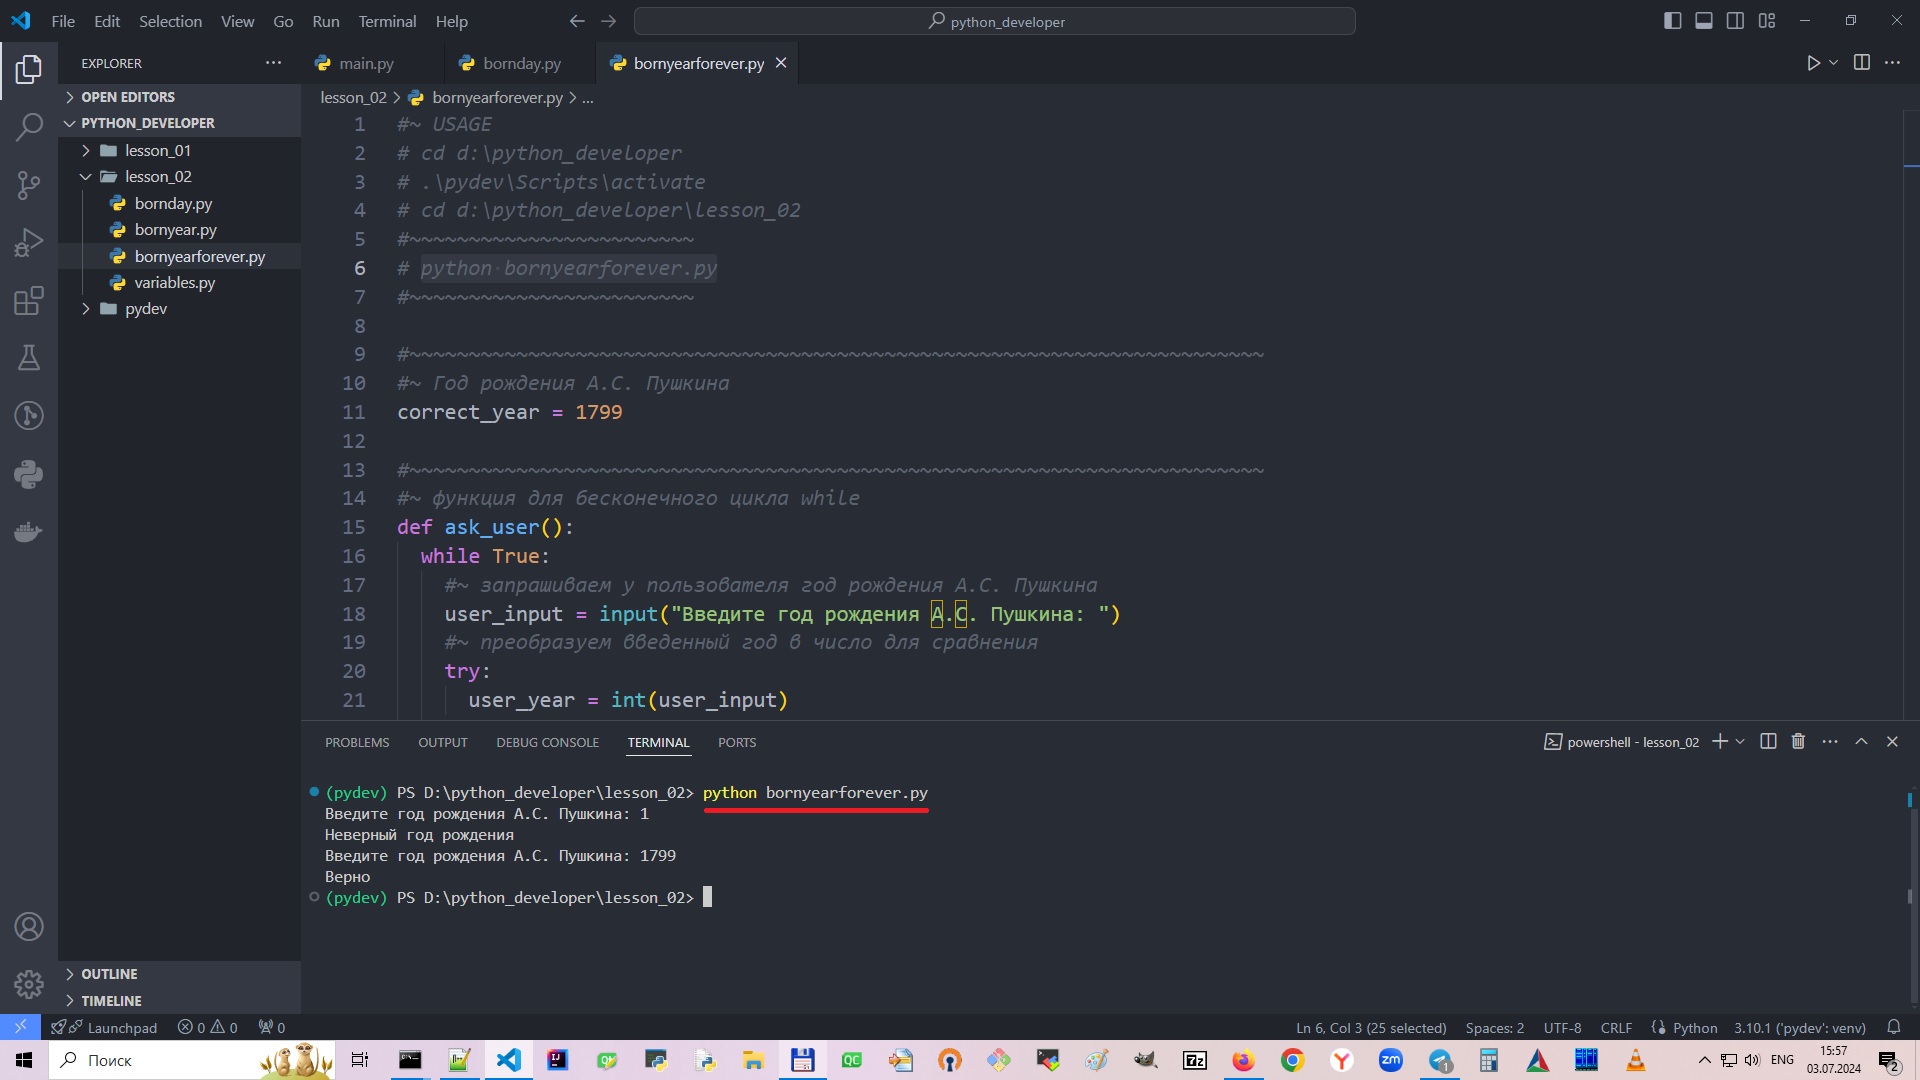 File Edit Selection View Go Run Terminal Help
python_developer
EXPLORER
main.py
bornday.py
bornyearforever.py
OPEN EDITORS
PYTHON_DEVELOPER
lesson_01
lesson_02
bornday.py
bornyear.py
bornyearforever.py
variables.py
pydev
OUTLINE
TIMELINE
lesson_02 > bornyearforever.py > ...
1 #~ USAGE
2 # cd d:\python_developer
3 # .\pydev\Scripts\activate
4 # cd d:\python_developer\lesson_02
5 #~~~~~~~~~~~~~~~~~~~~~~~~
6 # python bornyearforever.py
7 #~~~~~~~~~~~~~~~~~~~~~~~~
8
9 #~~~~~~~~~~~~~~~~~~~~~~~~~~~~~~~~~~~~~~~~~~~~~~~~~~~~~~~~~~~~~~~~~~~~~~~~
10 #~ Год рождения А.С. Пушкина
11 correct_year = 1799
12
13 #~~~~~~~~~~~~~~~~~~~~~~~~~~~~~~~~~~~~~~~~~~~~~~~~~~~~~~~~~~~~~~~~~~~~~~~~
14 #~ функция для бесконечного цикла while
15 def ask_user():
16 while True:
17 #~ запрашиваем у пользователя год рождения А.С. Пушкина
18 user_input = input("Введите год рождения А.С. Пушкина: ")
19 #~ преобразуем введенный год в число для сравнения
20 try:
21 user_year = int(user_input)
PROBLEMS OUTPUT DEBUG CONSOLE TERMINAL PORTS
powershell - lesson_02
(pydev) PS D:\python_developer\lesson_02> python bornyearforever.py
Введите год рождения А.С. Пушкина: 1
Неверный год рождения
Введите год рождения А.С. Пушкина: 1799
Верно
(pydev) PS D:\python_developer\lesson_02>
Launchpad 0 0 0
Ln 6, Col 3 (25 selected) Spaces: 2 UTF-8 CRLF Python 3.10.1 ('pydev': venv)
Поиск
QC
7z
zm
1
ENG
15:57
03.07.2024
2